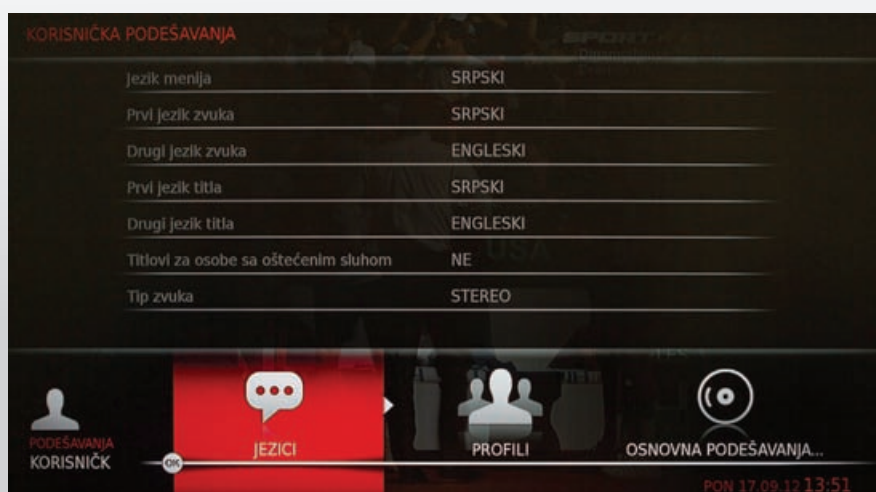 KORISNIČKA PODEŠAVANJA
Jezik menija SRPSKI
Prvi jezik zvuka SRPSKI
Drugi jezik zvuka ENGLESKI
Prvi jezik titla SRPSKI
Drugi jezik titla ENGLESKI
Titlovi za osobe sa oštećenim sluhom NE
Tip zvuka STEREO
USA
PODEŠAVANJA
KORISNIČK
OK
JEZICI
PROFILI
OSNOVNA PODEŠAVANJA...
PON 17.09.12 13:51